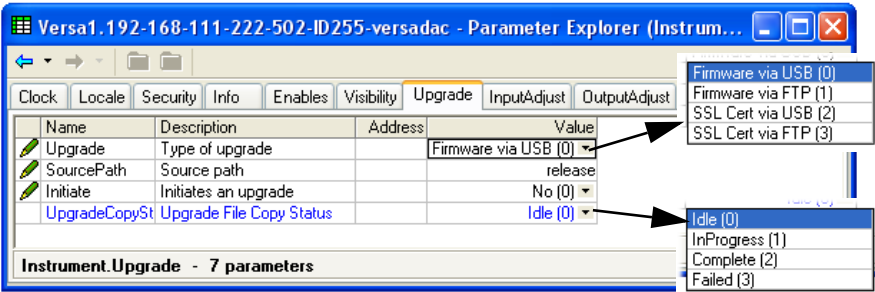 Versa1.192-168-111-222-502-ID255-versadac - Parameter Explorer (Instrum...
Clock Locale Security Info Enables Visibility Upgrade InputAdjust OutputAdjust
Name Description Address Value
Upgrade Type of upgrade Firmware via USB (0)
SourcePath Source path release
Initiate Initiates an upgrade No (0)
UpgradeCopySt Upgrade File Copy Status Idle (0)
Instrument.Upgrade - 7 parameters
Firmware via USB (0)
Firmware via FTP (1)
SSL Cert via USB (2)
SSL Cert via FTP (3)
Idle (0)
InProgress (1)
Complete (2)
Failed (3)